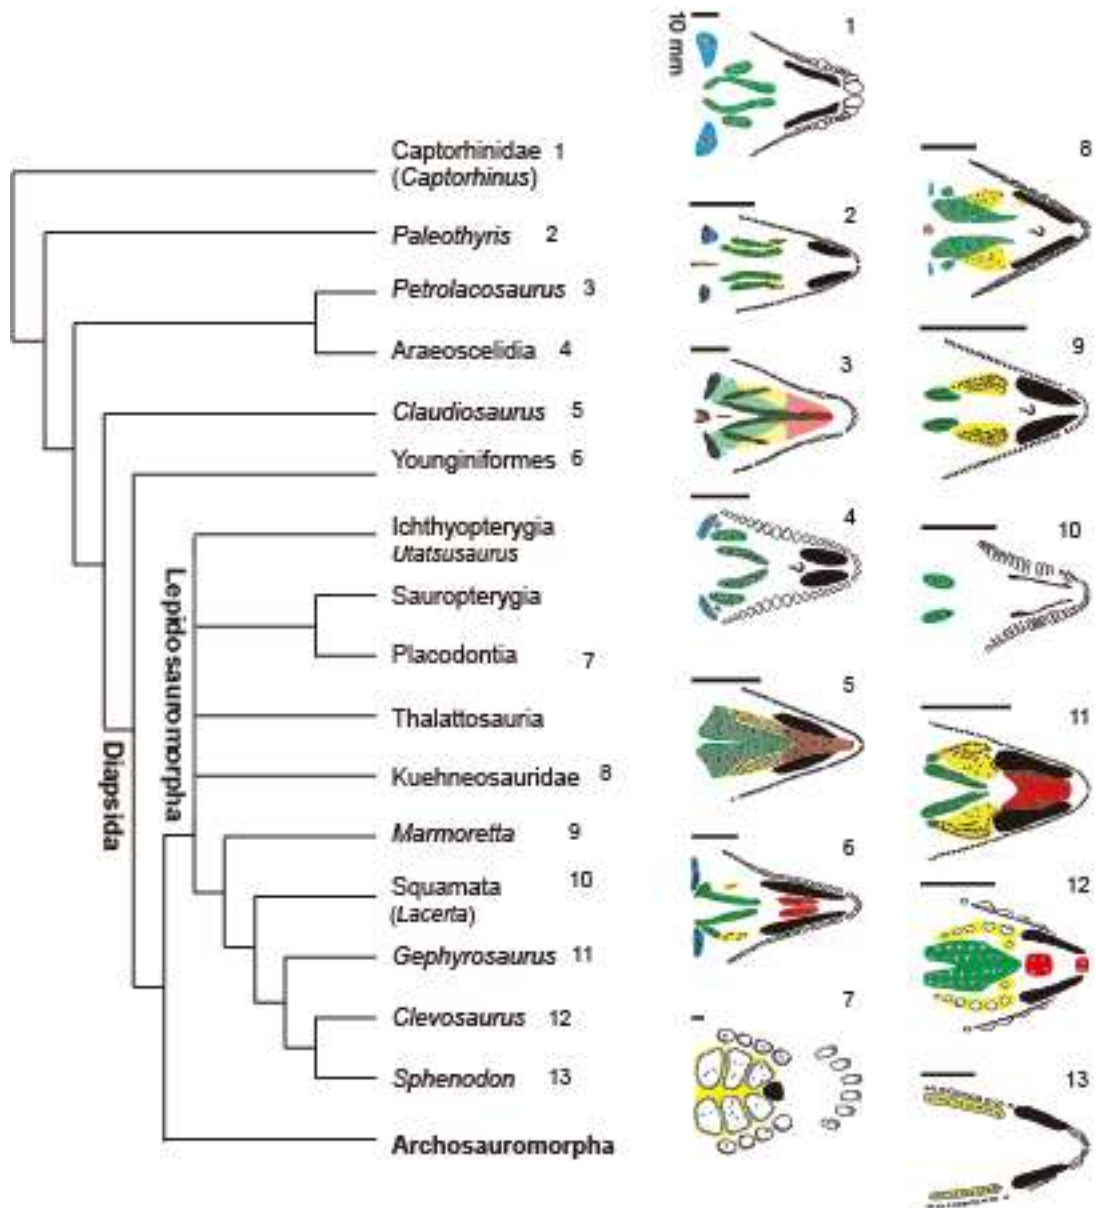 Captorhinidae 1
(Captorhinus)
Paleothyris 2
Petrolacosaurus 3
Araeoscelidia 4
Claudiosaurus 5
Younginiformes 6
Ichthyopterygia
Utatsusaurus
Sauropterygia
Placodontia 7
Thalattosauria
Kuehneosauridae 8
Marmoretta 9
Squamata 10
(Lacerta)
Gephyrosaurus 11
Clevosaurus 12
Sphenodon 13
Archosauromorpha
Diapsida
Lepidosauromorpha
10 mm
1
2
3
4
?
5
6
7
8
?
9
?
10
11
12
13